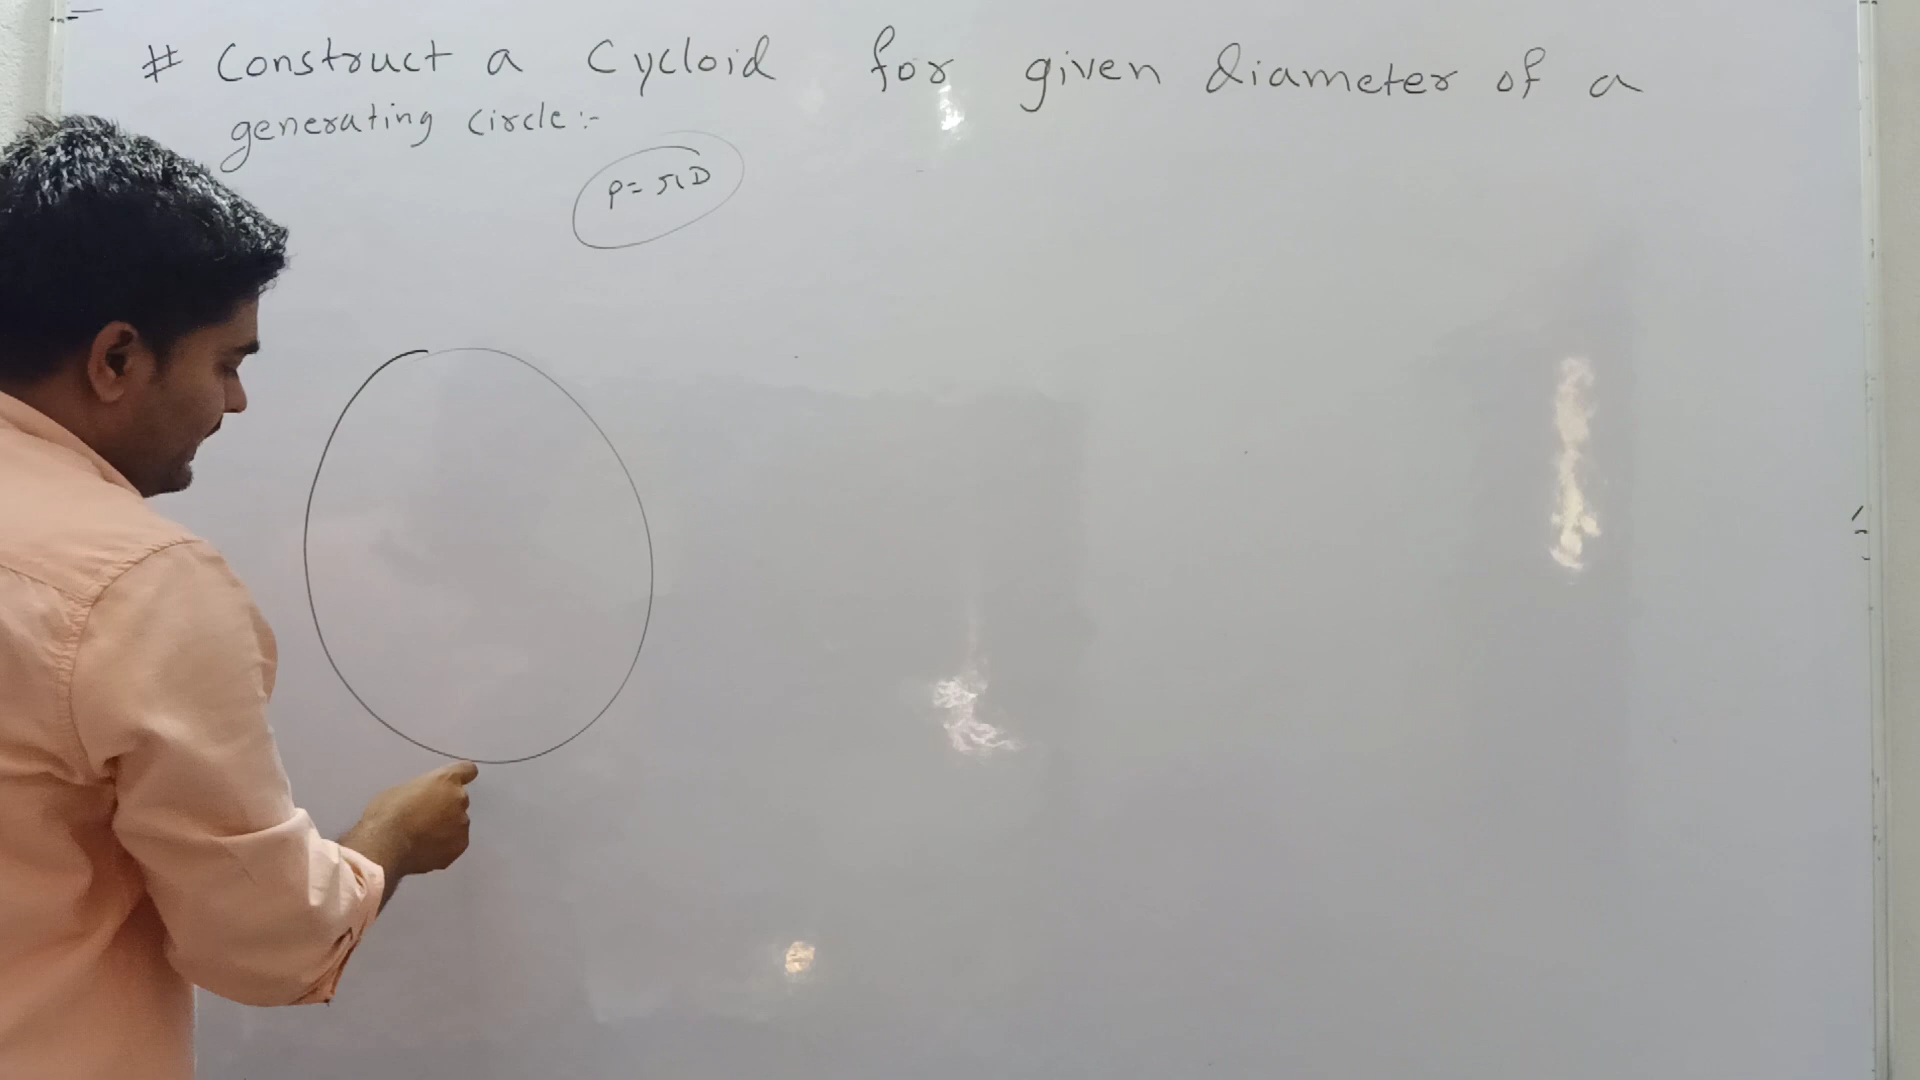 # Construct a Cycloid for given diameter of a
generating circle:-
P= πD